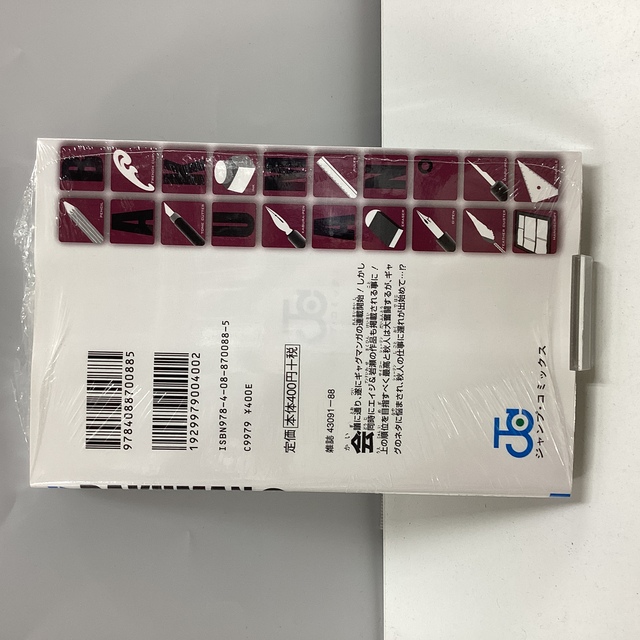 BAKUMAN。
9784088700885
1929979004002
ISBN978-4-08-870088-5
C9979 ¥400E
定価 本体400円+税
雑誌 43091-88
会議に通り、遂にギャグマンガの連載開始!しかし
同時にエイジ&岩瀬の作品も掲載される事に!
上の順位を目指すべく最高と秋人は大奮闘するが、ギャ
グのネタに悩まされ、秋人の仕事に遅れが出始めて…!?
ジャンプ・コミックス